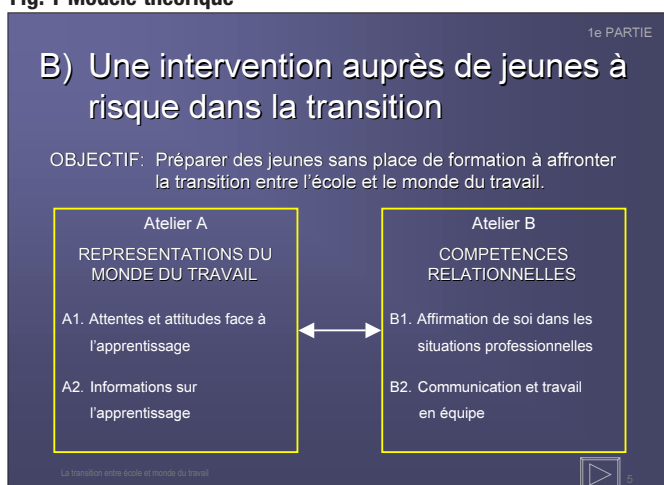 Fig. 1 Modèle théorique
1e PARTIE
B) Une intervention auprès de jeunes à
risque dans la transition
OBJECTIF: Préparer des jeunes sans place de formation à affronter
la transition entre l'école et le monde du travail.
Atelier A
REPRESENTATIONS DU
MONDE DU TRAVAIL
A1. Attentes et attitudes face à
l'apprentissage
A2. Informations sur
l'apprentissage
Atelier B
COMPETENCES
RELATIONNELLES
B1. Affirmation de soi dans les
situations professionnelles
B2. Communication et travail
en équipe
La transition entre école et monde du travail
5